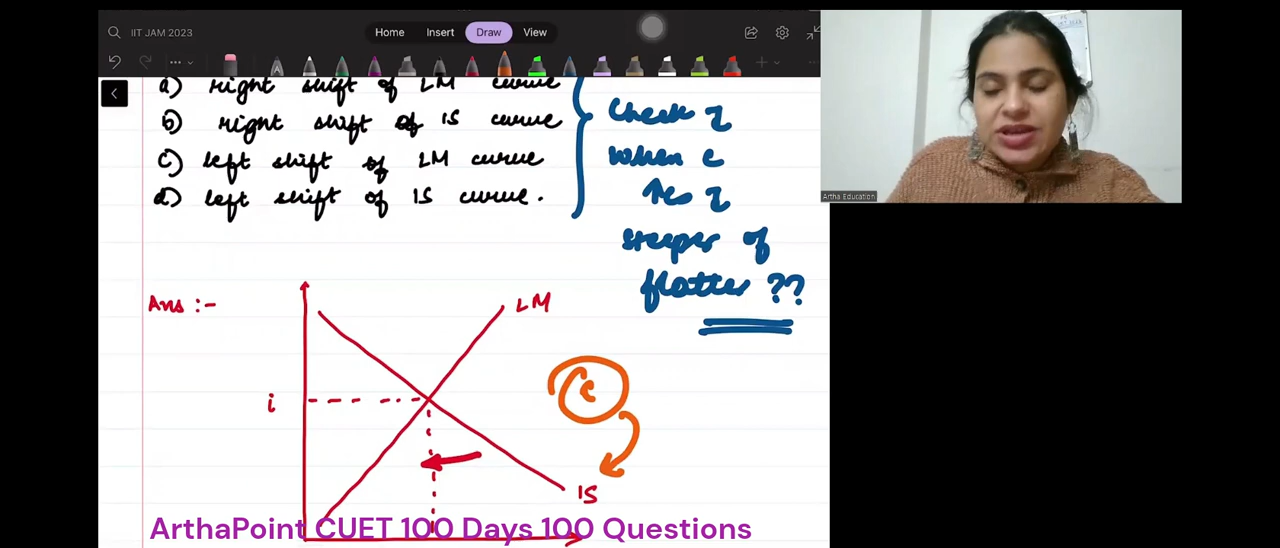 IIT JAM 2023
Home Insert Draw View
a) right shift of LM curve
b) right shift of IS curve
c) left shift of LM curve
d) left shift of IS curve.
Check
When c
steeper of
flatter ??
Artha Education
Ans :-
LM
i
c
IS
ArthaPoint CUET 100 Days 100 Questions